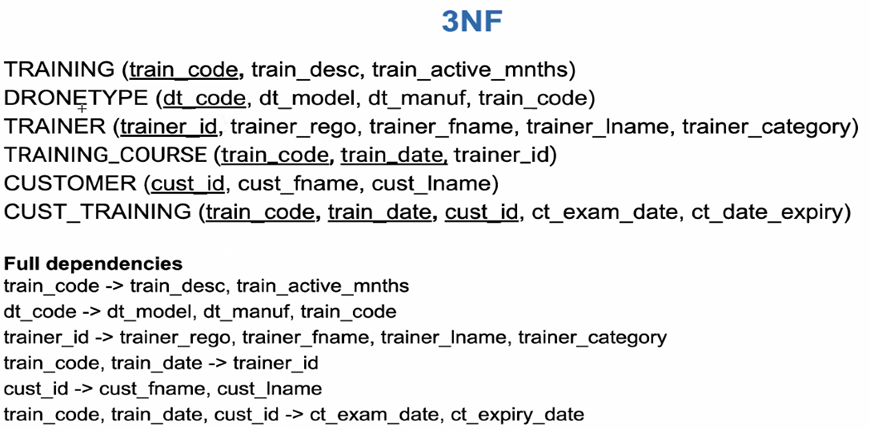 3NF
TRAINING (train_code, train_desc, train_active_mnths)
DRONETYPE (dt_code, dt_model, dt_manuf, train_code)
TRAINER (trainer_id, trainer_rego, trainer_fname, trainer_lname, trainer_category)
TRAINING_COURSE (train_code, train_date, trainer_id)
CUSTOMER (cust_id, cust_fname, cust_lname)
CUST_TRAINING (train_code, train_date, cust_id, ct_exam_date, ct_date_expiry)
Full dependencies
train_code -> train_desc, train_active_mnths
dt_code -> dt_model, dt_manuf, train_code
trainer_id -> trainer_rego, trainer_fname, trainer_lname, trainer_category
train_code, train_date -> trainer_id
cust_id -> cust_fname, cust_lname
train_code, train_date, cust_id -> ct_exam_date, ct_expiry_date